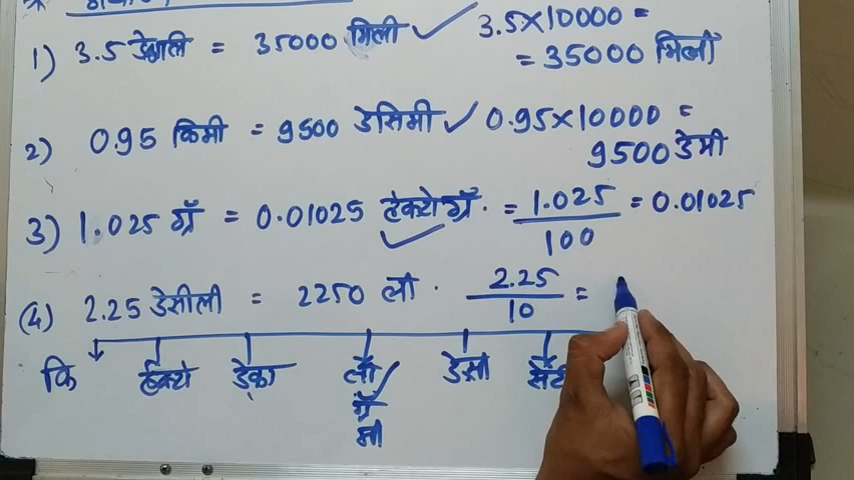 1) 3.5 डेगली = 35000 मिली ✓ 3.5×10000 =
= 35000 मिली
2) 0.95 किमी = 9500 डेसिमी ✓ 0.95×10000 =
9500 डेमी
3) 1.025 ग्रॅ = 0.01025 हेक्टोग्रॅ. ✓ = 1.025/100 = 0.01025
(4) 2.25 डेसीली = 2250 ली. 2.25/10 =
कि हेक्टो डेका ली डेसी सेंटी
ग्रॅ
मी